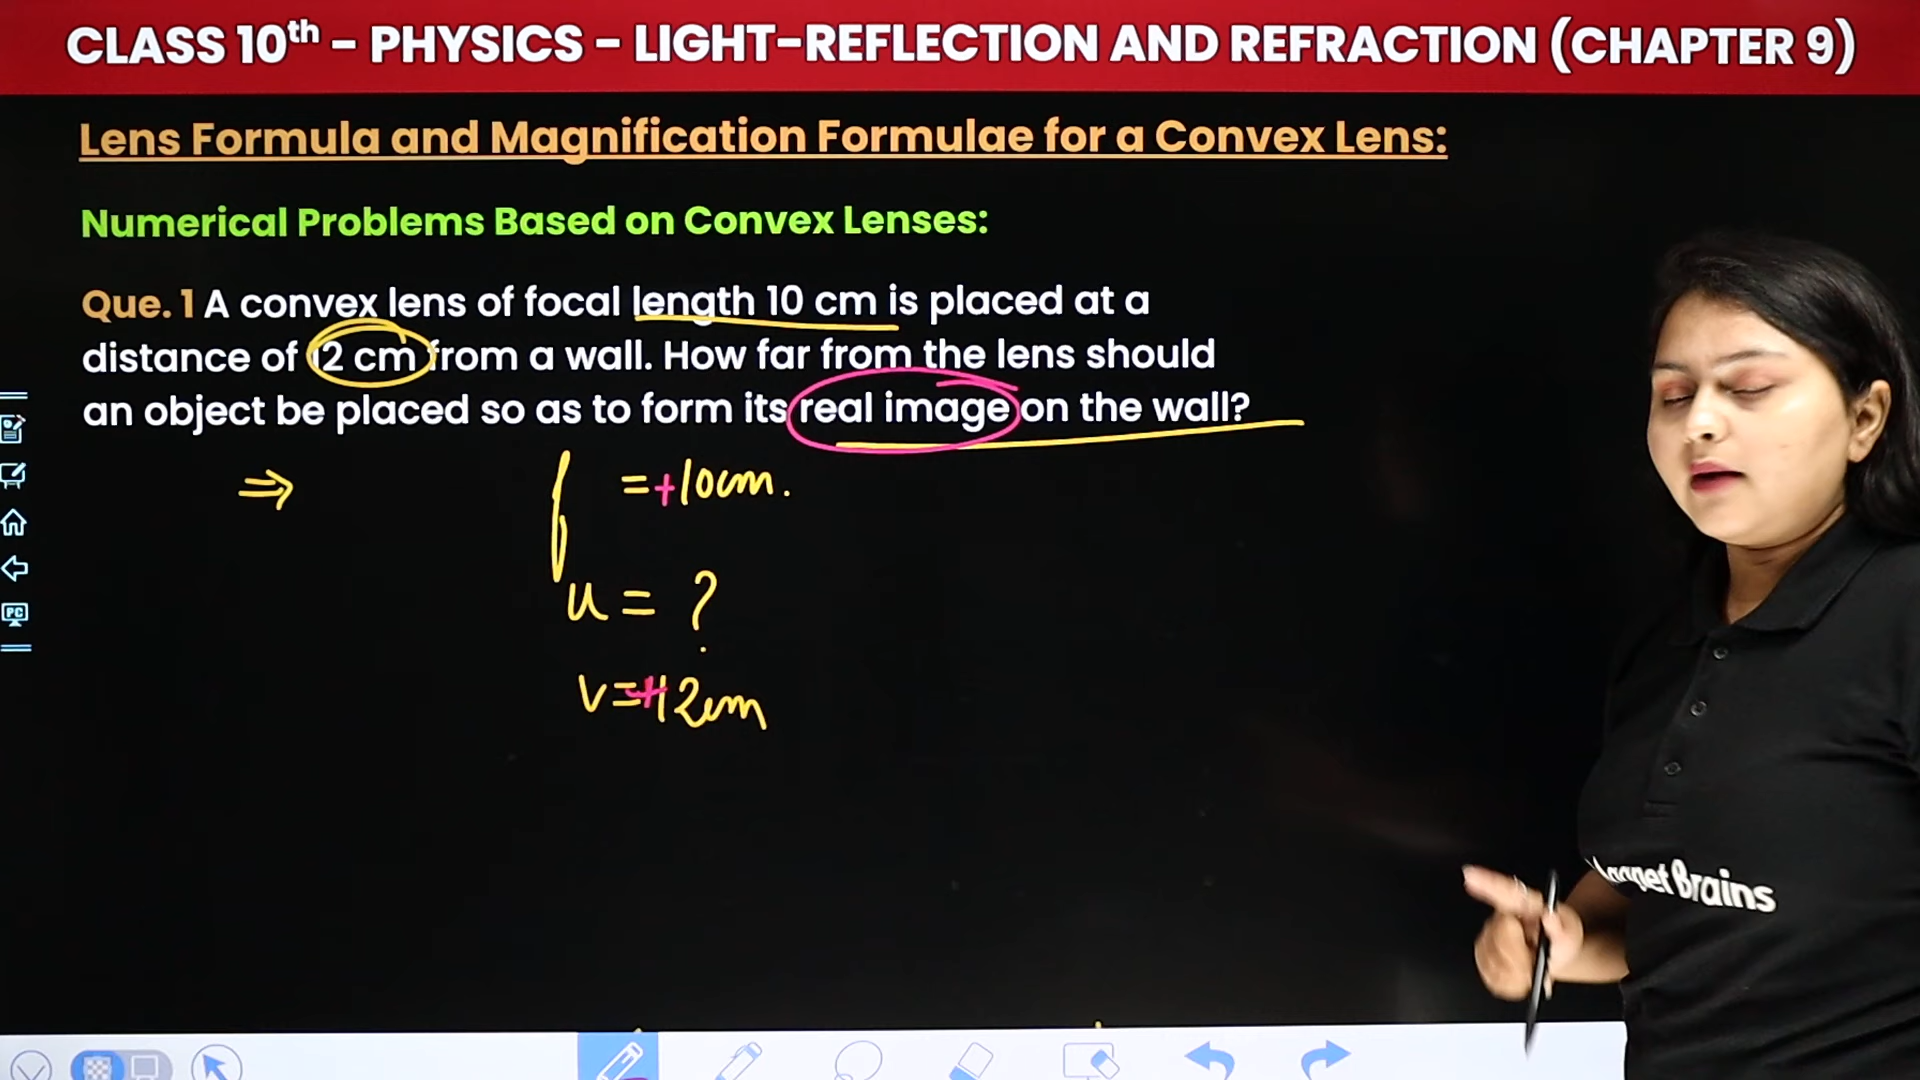 CLASS 10th – PHYSICS – LIGHT-REFLECTION AND REFRACTION (CHAPTER 9)
Lens Formula and Magnification Formulae for a Convex Lens:
Numerical Problems Based on Convex Lenses:
Que. 1 A convex lens of focal length 10 cm is placed at a
distance of 12 cm from a wall. How far from the lens should
an object be placed so as to form its real image on the wall?
⇒ f = +10cm.
u = ?
v = +12cm
Magnet Brains
PC